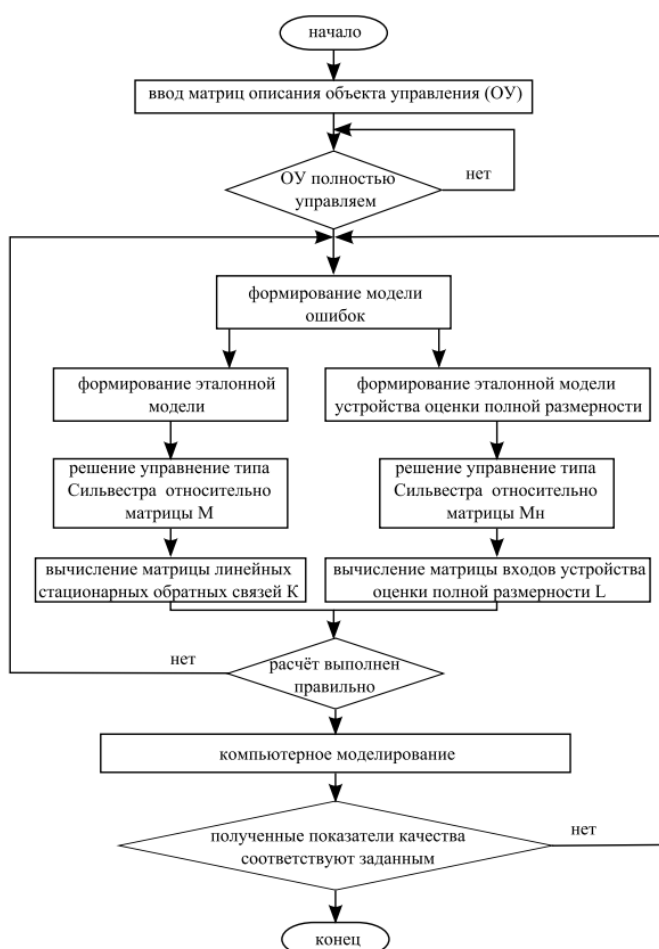 начало
ввод матриц описания объекта управления (ОУ)
ОУ полностью
управляем
нет
формирование модели
ошибок
формирование эталонной
модели
формирование эталонной модели
устройства оценки полной размерности
решение управнение типа
Сильвестра относительно
матрицы M
решение управнение типа
Сильвестра относительно
матрицы Mн
вычисление матрицы линейных
стационарных обратных связей K
вычисление матрицы входов устройства
оценки полной размерности L
нет
расчёт выполнен
правильно
компьютерное моделирование
полученные показатели качества
соответствуют заданным
нет
конец